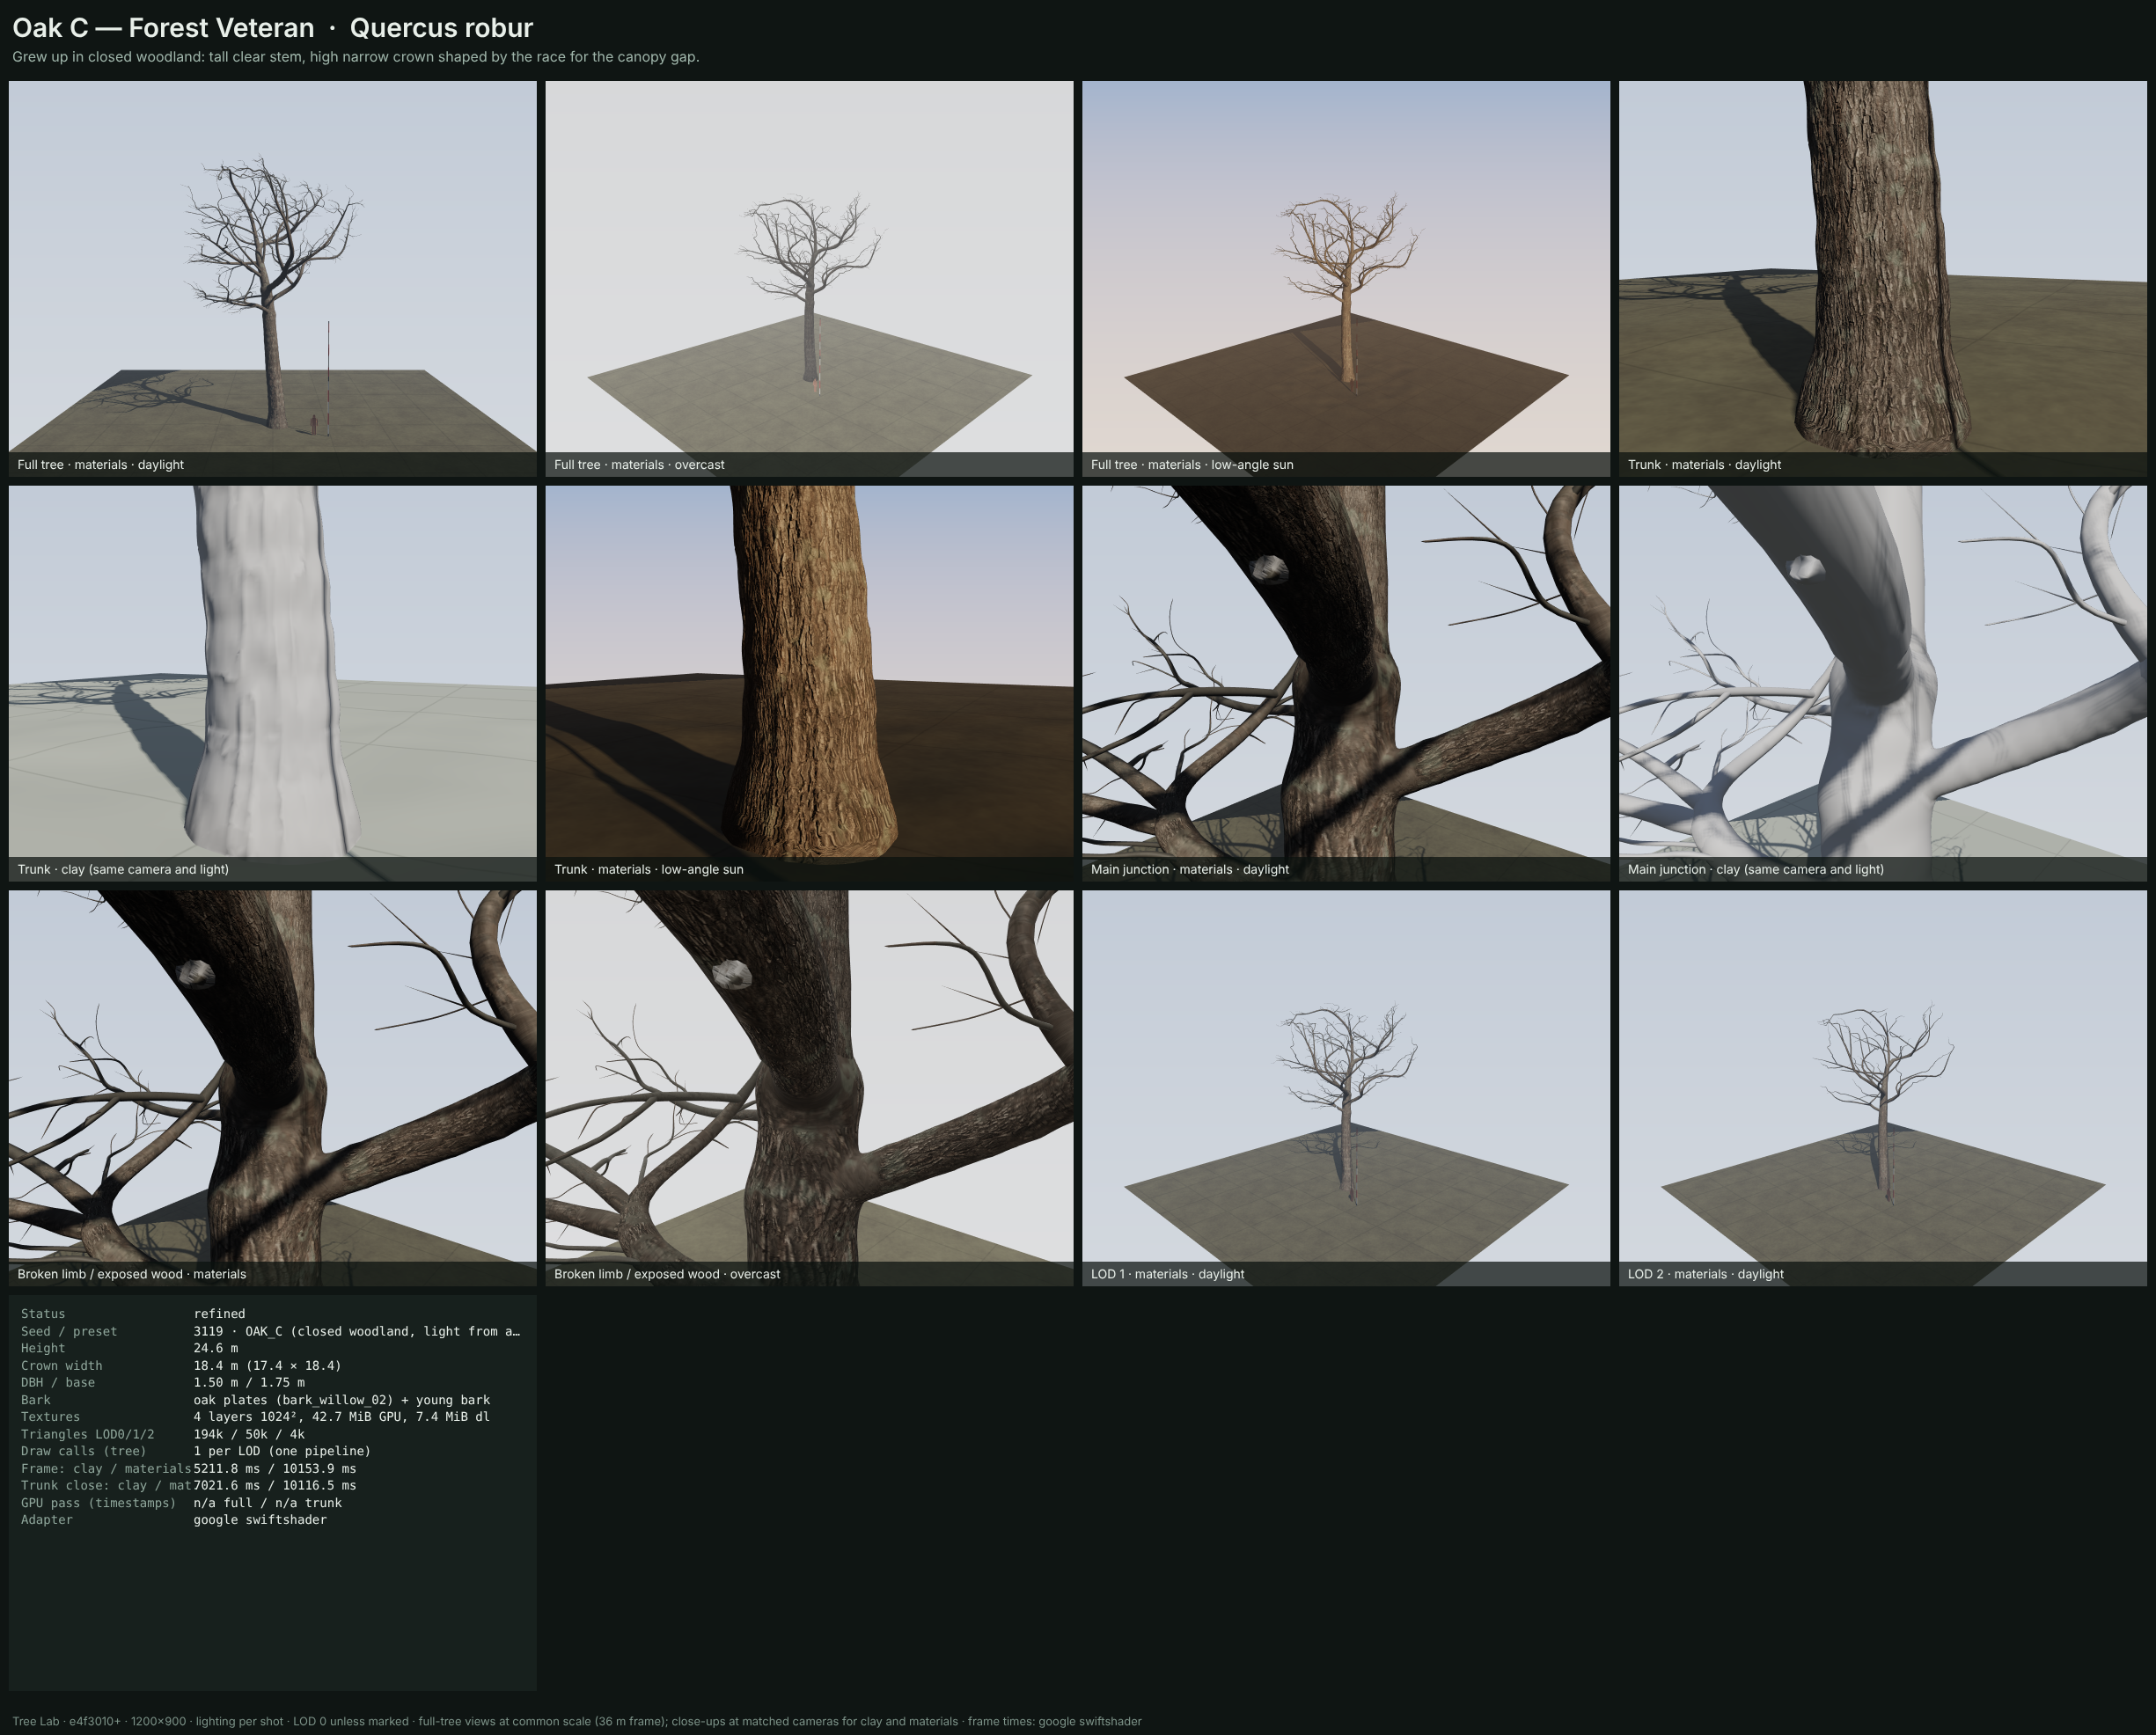 Oak C — Forest Veteran · Quercus robur
Grew up in closed woodland: tall clear stem, high narrow crown shaped by the race for the canopy gap.
Full tree · materials · daylight
Full tree · materials · overcast
Full tree · materials · low-angle sun
Trunk · materials · daylight
Trunk · clay (same camera and light)
Trunk · materials · low-angle sun
Main junction · materials · daylight
Main junction · clay (same camera and light)
Broken limb / exposed wood · materials
Broken limb / exposed wood · overcast
LOD 1 · materials · daylight
LOD 2 · materials · daylight
Status refined
Seed / preset 3119 · OAK_C (closed woodland, light from a…
Height 24.6 m
Crown width 18.4 m (17.4 × 18.4)
DBH / base 1.50 m / 1.75 m
Bark oak plates (bark_willow_02) + young bark
Textures 4 layers 1024², 42.7 MiB GPU, 7.4 MiB dl
Triangles LOD0/1/2 194k / 50k / 4k
Draw calls (tree) 1 per LOD (one pipeline)
Frame: clay / materials 5211.8 ms / 10153.9 ms
Trunk close: clay / mat 7021.6 ms / 10116.5 ms
GPU pass (timestamps) n/a full / n/a trunk
Adapter google swiftshader
Tree Lab · e4f3010+ · 1200×900 · lighting per shot · LOD 0 unless marked · full-tree views at common scale (36 m frame); close-ups at matched cameras for clay and materials · frame times: google swiftshader